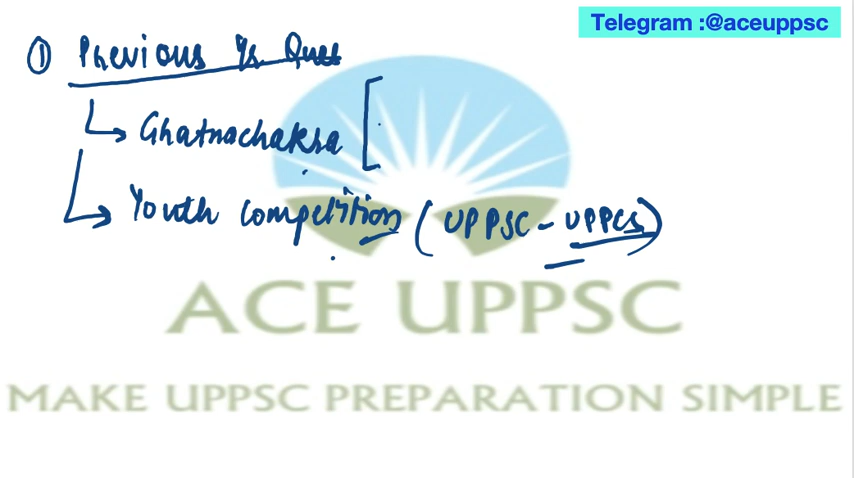 Telegram :@aceuppsc
① Previous Yr Ques
↳ Ghatnachakra [
↳ Youth Competition (UPPSC - UPPCS)
ACE UPPSC
MAKE UPPSC PREPARATION SIMPLE